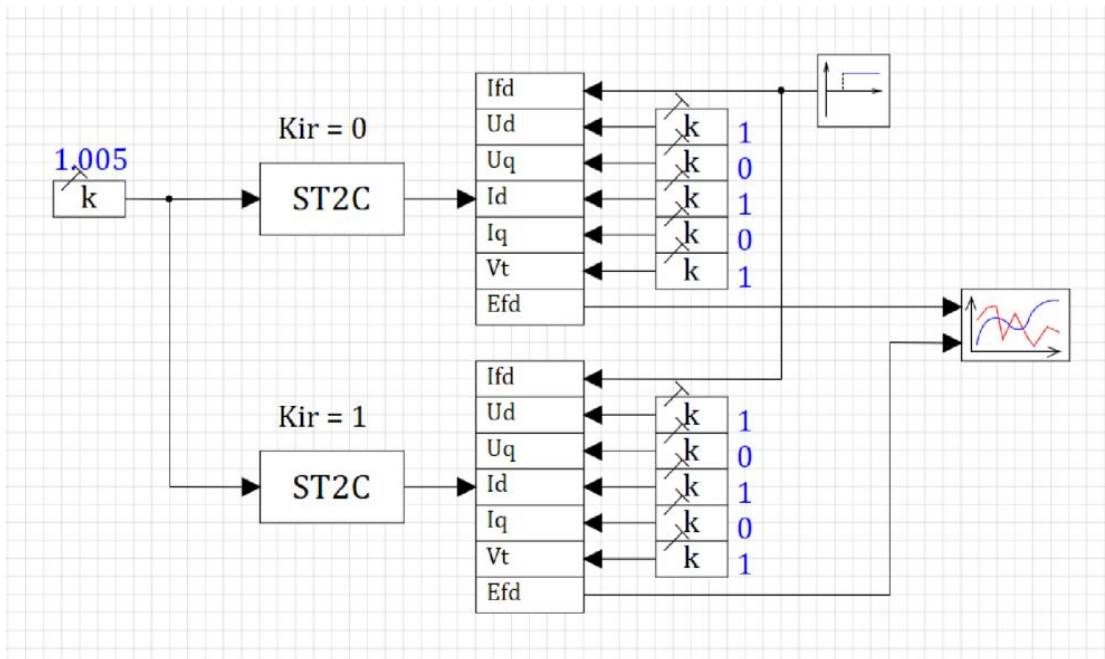 Ifd
Ud
k
1
Kir = 0
Uq
k
0
1.005
k
ST2C
Id
k
1
Iq
k
0
Vt
k
1
Efd
Ifd
Kir = 1
Ud
k
1
Uq
k
0
ST2C
Id
k
1
Iq
k
0
Vt
k
1
Efd